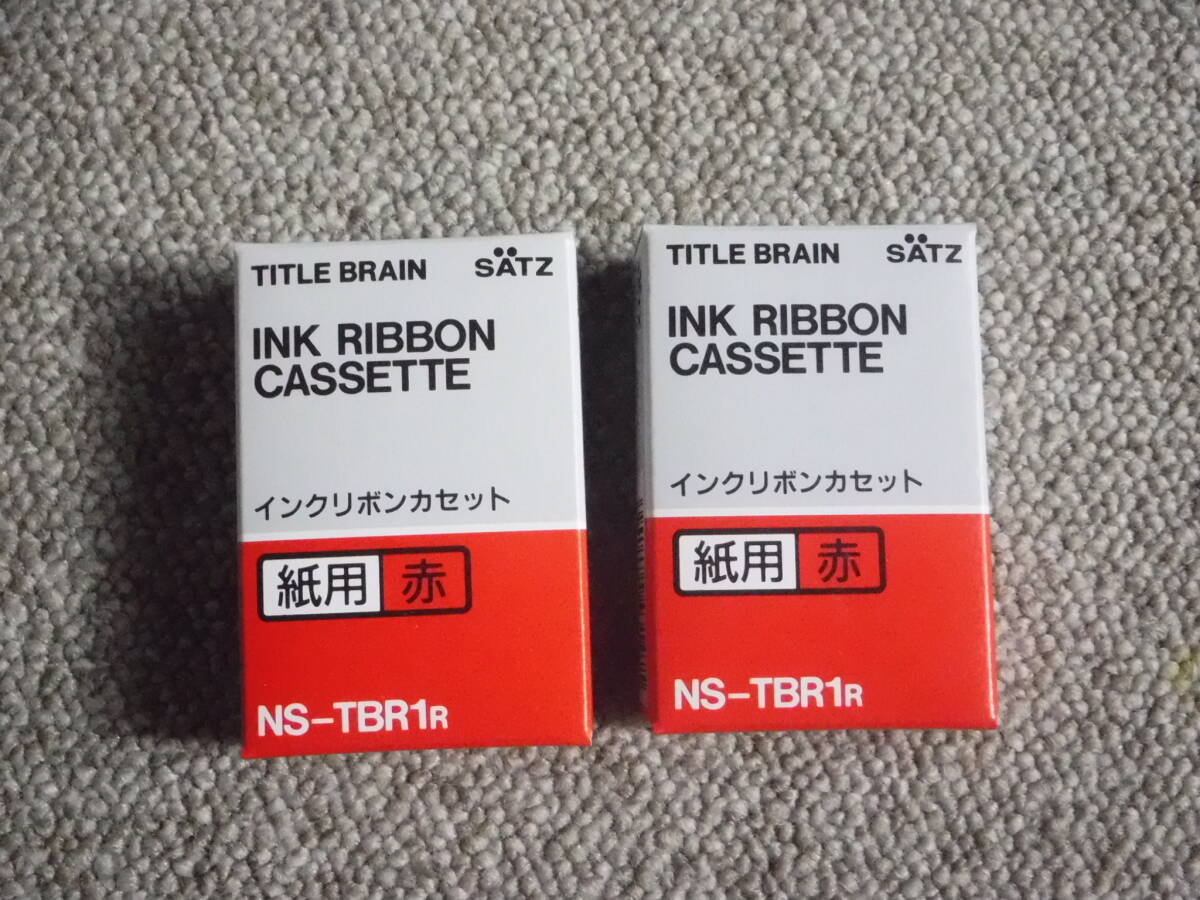 TITLE BRAIN SÄTZ
INK RIBBON
CASSETTE
インクリボンカセット
紙用 赤
NS-TBR1R
TITLE BRAIN SÄTZ
INK RIBBON
CASSETTE
インクリボンカセット
紙用 赤
NS-TBR1R